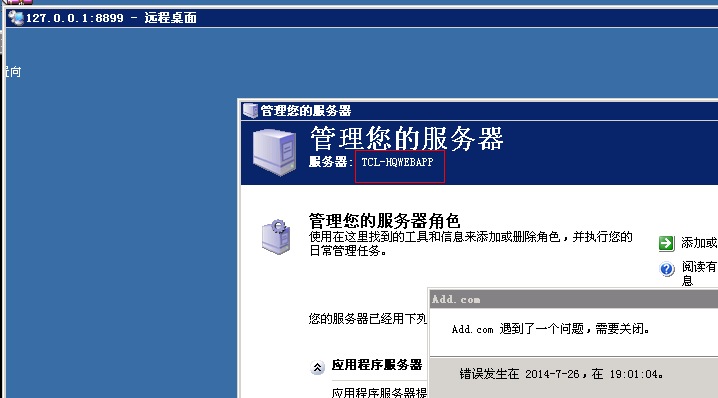 127.0.0.1:8899 - 远程桌面
向
管理您的服务器
管理您的服务器
服务器: TCL-HQWEBAPP
管理您的服务器角色
使用在这里找到的工具和信息来添加或删除角色，并执行您的
日常管理任务。
添加或
阅读有
息
您的服务器已经用下列
Add.com
Add.com 遇到了一个问题，需要关闭。
错误发生在 2014-7-26，在 19:01:04。
应用程序服务器
应用程序服务器提